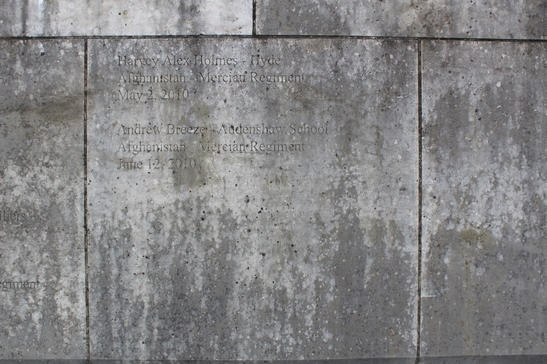 Harvey Alex Holmes - Hyde
Afghanistan - Mercian Regiment
May 2, 2010
Andrew Breeze - Audenshaw School
Afghanistan - Mercian Regiment
June 12, 2010